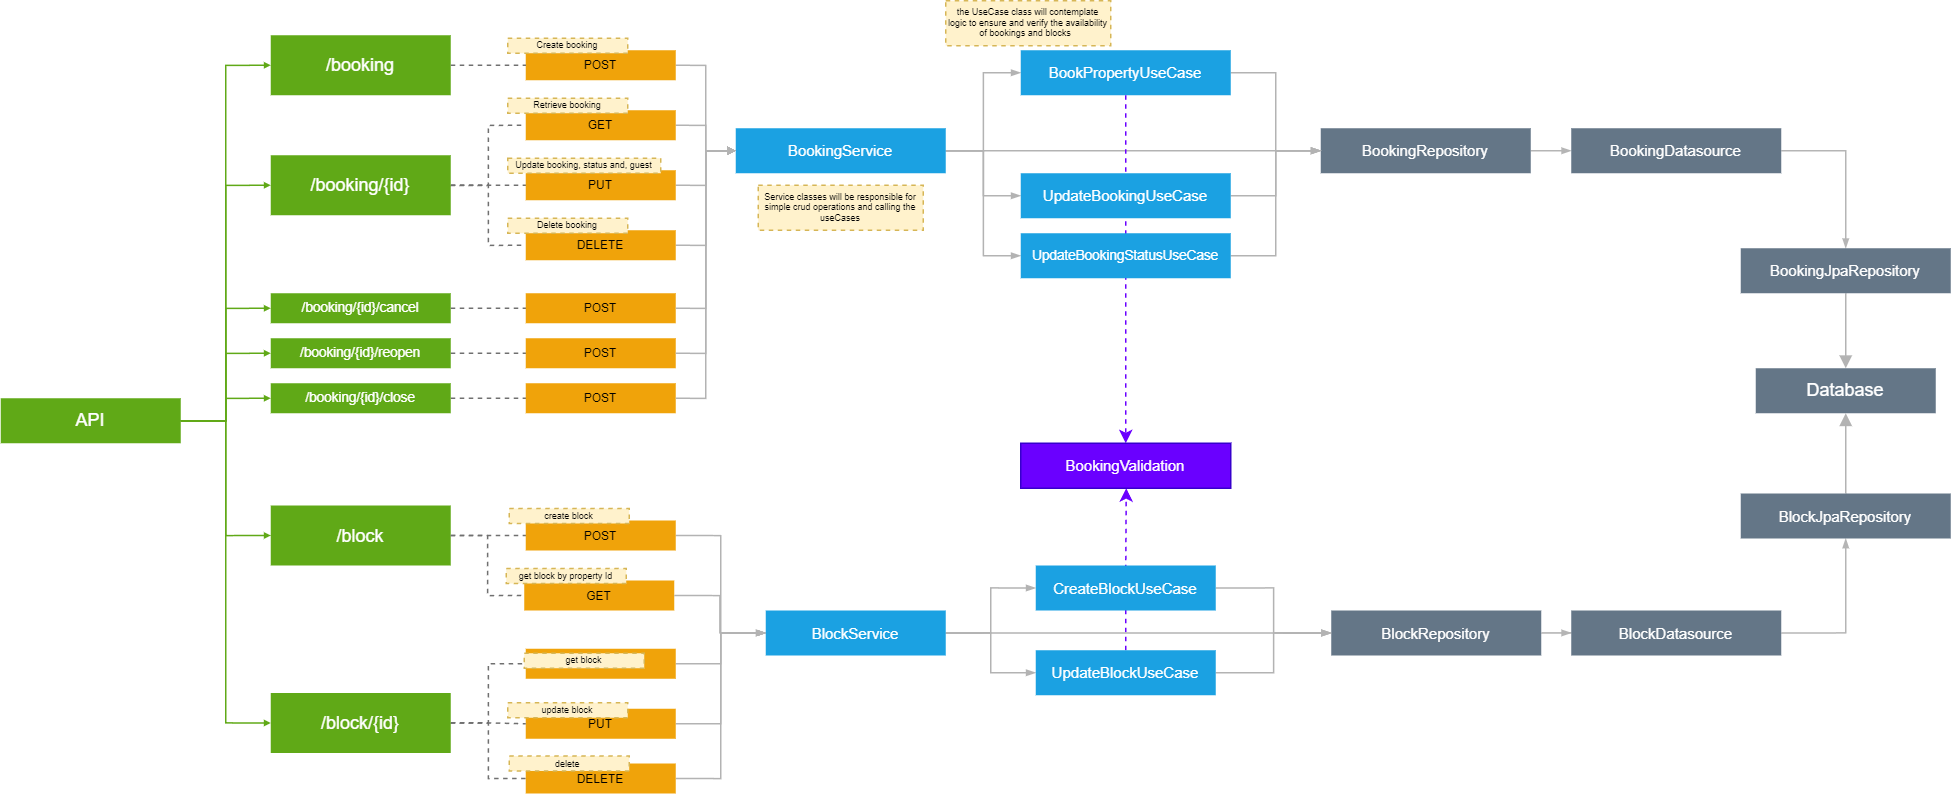 the UseCase class will contemplate
logic to ensure and verify the availability
of bookings and blocks
Create booking
/booking
POST
BookPropertyUseCase
Retrieve booking
GET
BookingService
BookingRepository
BookingDatasource
Update booking, status and, guest
/booking/{id}
PUT
Service classes will be responsible for
simple crud operations and calling the
useCases
UpdateBookingUseCase
Delete booking
DELETE
UpdateBookingStatusUseCase
BookingJpaRepository
/booking/{id}/cancel
POST
/booking/{id}/reopen
POST
/booking/{id}/close
POST
Database
API
BookingValidation
create block
/block
POST
BlockJpaRepository
get block by property Id
GET
CreateBlockUseCase
BlockService
BlockRepository
BlockDatasource
get block
UpdateBlockUseCase
update block
/block/{id}
PUT
delete
DELETE